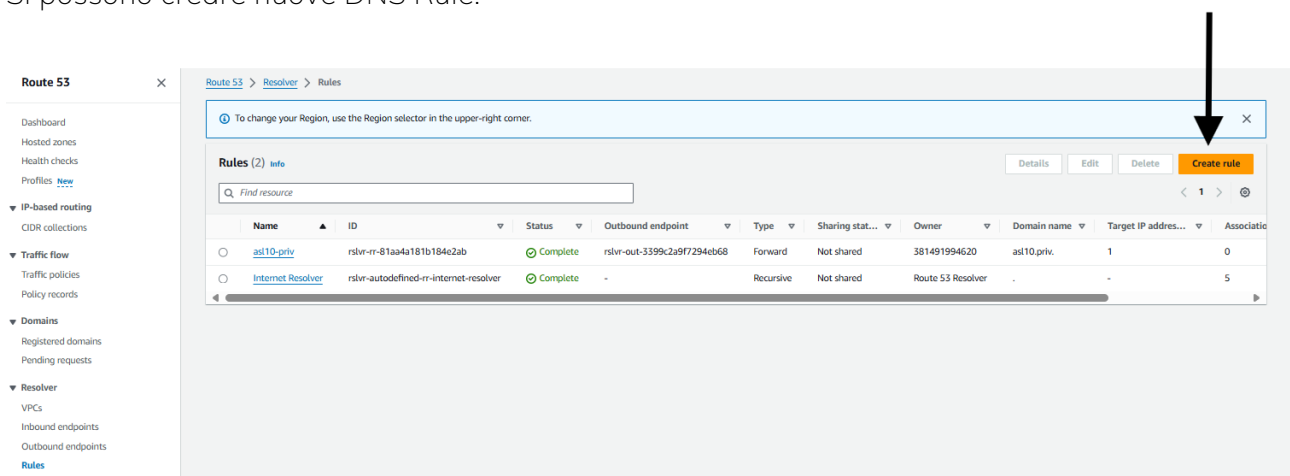 Si possono creare nuove DNS Rule.
Route 53
Route 53 > Resolver > Rules
To change your Region, use the Region selector in the upper-right corner.
Dashboard
Hosted zones
Health checks
Profiles New
IP-based routing
CIDR collections
Traffic flow
Traffic policies
Policy records
Domains
Registered domains
Pending requests
Resolver
VPCs
Inbound endpoints
Outbound endpoints
Rules
Rules (2) Info
Details Edit Delete Create rule
Find resource
1
Name ID Status Outbound endpoint Type Sharing stat... Owner Domain name Target IP addres... Associatio
asl10-priv rslvr-rr-81aa4a181b184e2ab Complete rslvr-out-3399c2a9f7294eb68 Forward Not shared 381491994620 asl10.priv. 1 0
Internet Resolver rslvr-autodefined-rr-internet-resolver Complete - Recursive Not shared Route 53 Resolver . - 5